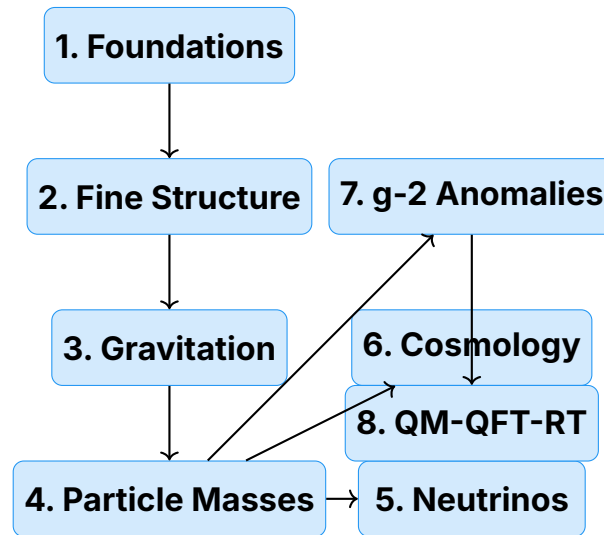 1. Foundations
2. Fine Structure
7. g-2 Anomalies
3. Gravitation
6. Cosmology
8. QM-QFT-RT
4. Particle Masses
5. Neutrinos